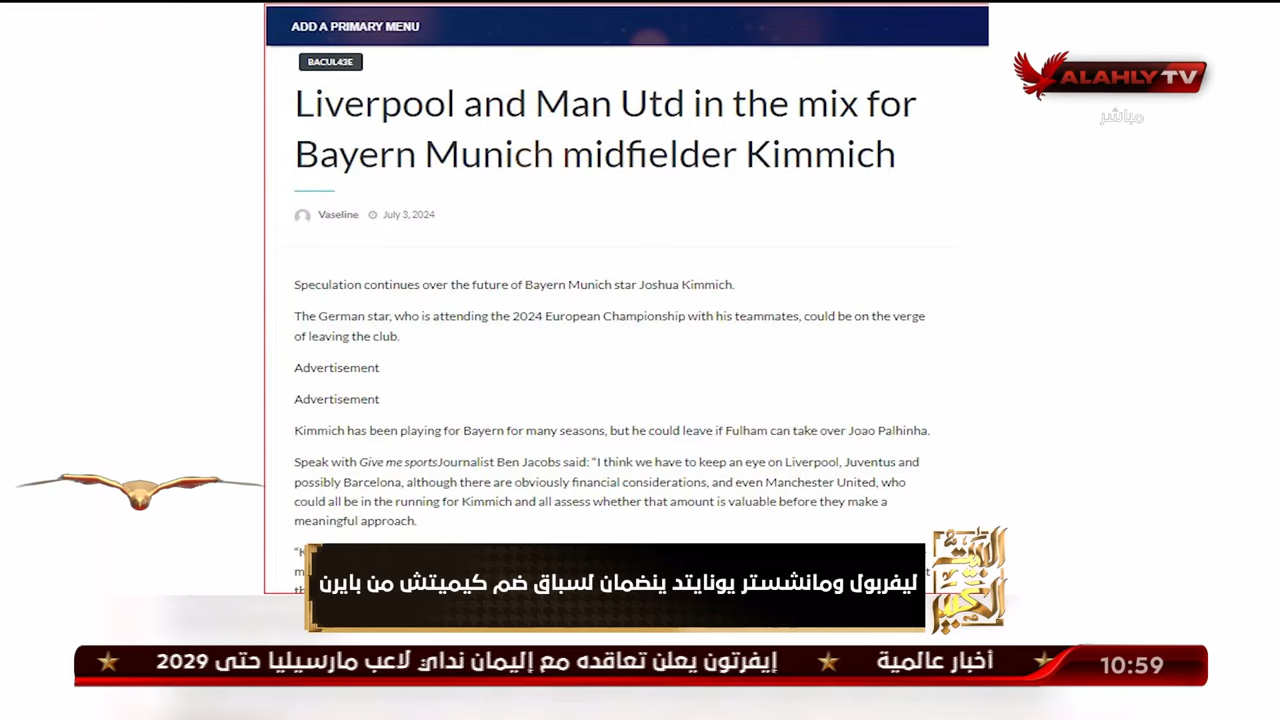 ADD A PRIMARY MENU
BACUL43E
Liverpool and Man Utd in the mix for
Bayern Munich midfielder Kimmich
Vaseline July 3, 2024
Speculation continues over the future of Bayern Munich star Joshua Kimmich.
The German star, who is attending the 2024 European Championship with his teammates, could be on the verge
of leaving the club.
Advertisement
Advertisement
Kimmich has been playing for Bayern for many seasons, but he could leave if Fulham can take over Joao Palhinha.
Speak with Give me sportsJournalist Ben Jacobs said: “I think we have to keep an eye on Liverpool, Juventus and
possibly Barcelona, although there are obviously financial considerations, and even Manchester United, who
could all be in the running for Kimmich and all assess whether that amount is valuable before they make a
meaningful approach.
ALAHLY TV
مباشر
البيت الكبير
ليفربول ومانشستر يونايتد ينضمان لسباق ضم كيميتش من بايرن
أخبار عالمية
إيفرتون يعلن تعاقده مع إليمان نداي لاعب مارسيليا حتى 2029
10:59